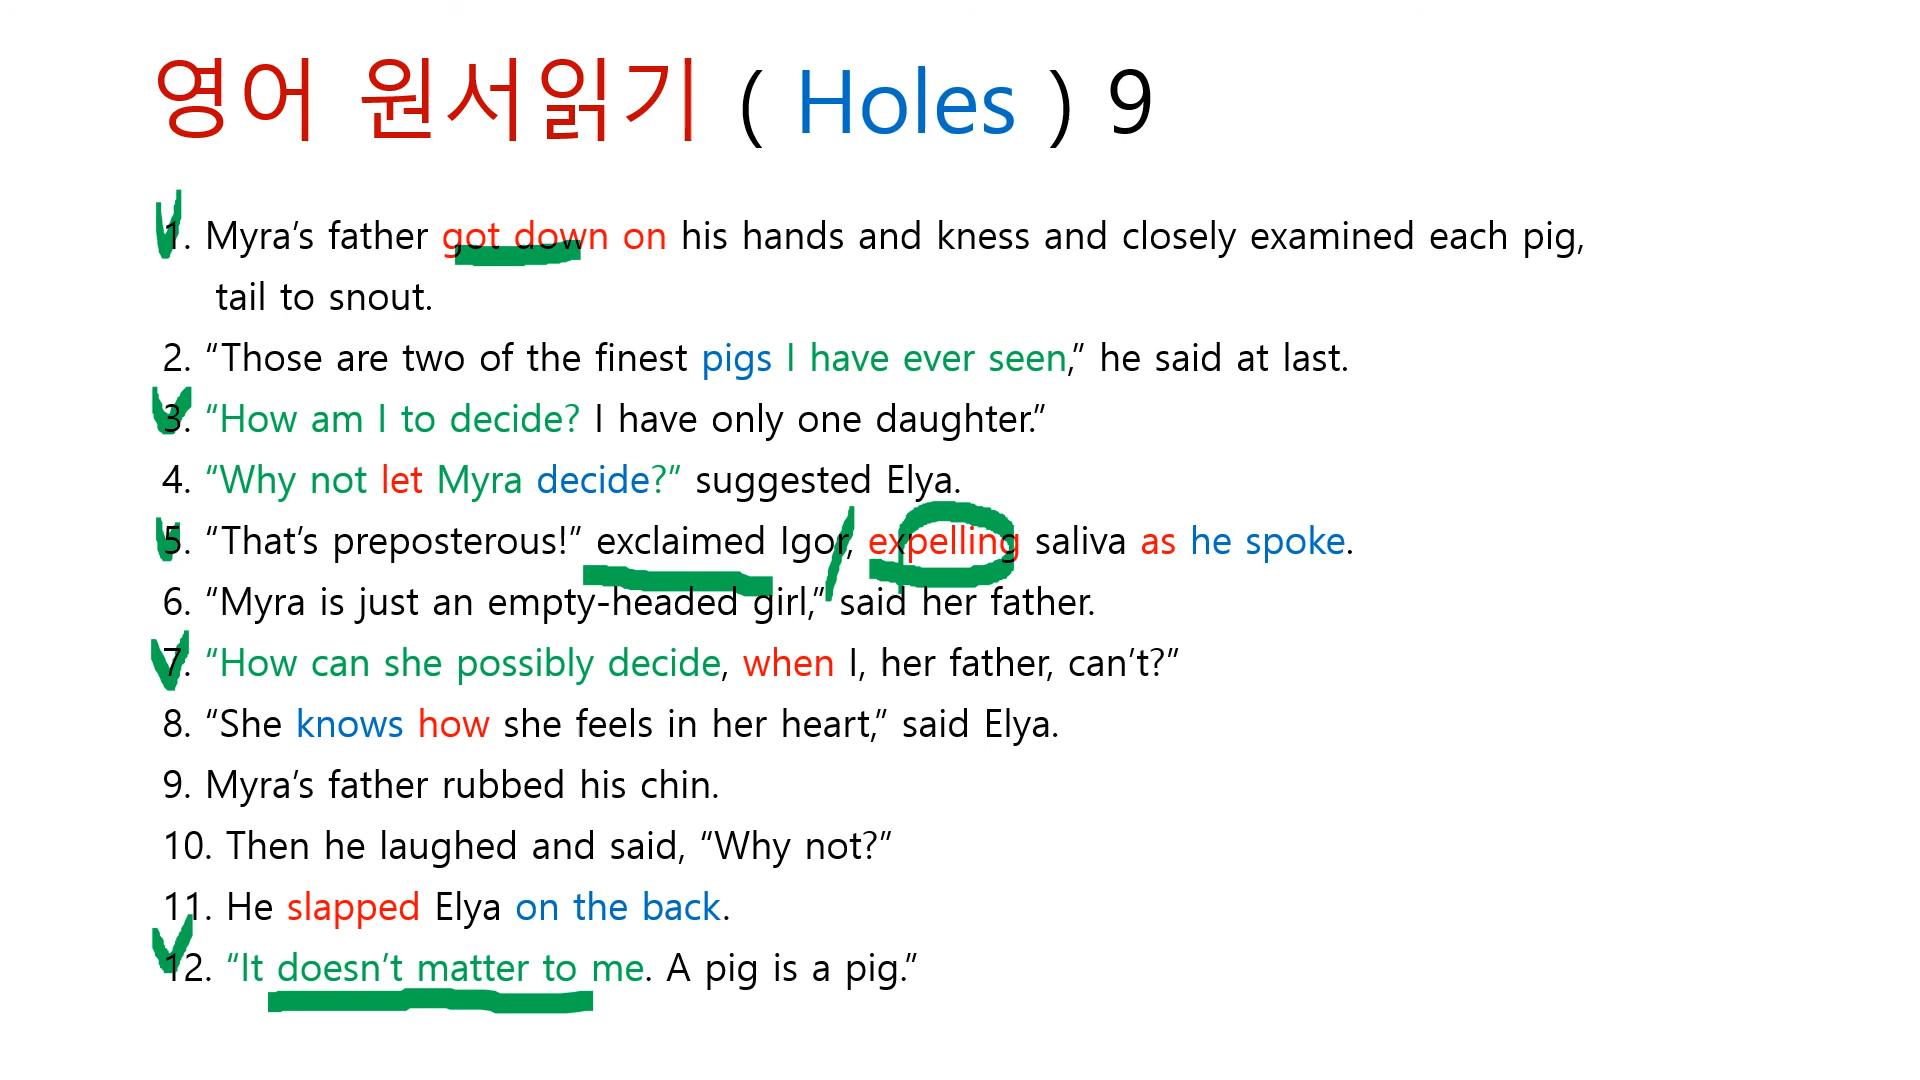 영어 원서읽기 ( Holes ) 9
1. Myra’s father got down on his hands and kness and closely examined each pig,
tail to snout.
2. “Those are two of the finest pigs I have ever seen,” he said at last.
3. “How am I to decide? I have only one daughter.”
4. “Why not let Myra decide?” suggested Elya.
5. “That’s preposterous!” exclaimed Igor, expelling saliva as he spoke.
6. “Myra is just an empty-headed girl,” said her father.
7. “How can she possibly decide, when I, her father, can’t?”
8. “She knows how she feels in her heart,” said Elya.
9. Myra’s father rubbed his chin.
10. Then he laughed and said, “Why not?”
11. He slapped Elya on the back.
12. “It doesn’t matter to me. A pig is a pig.”